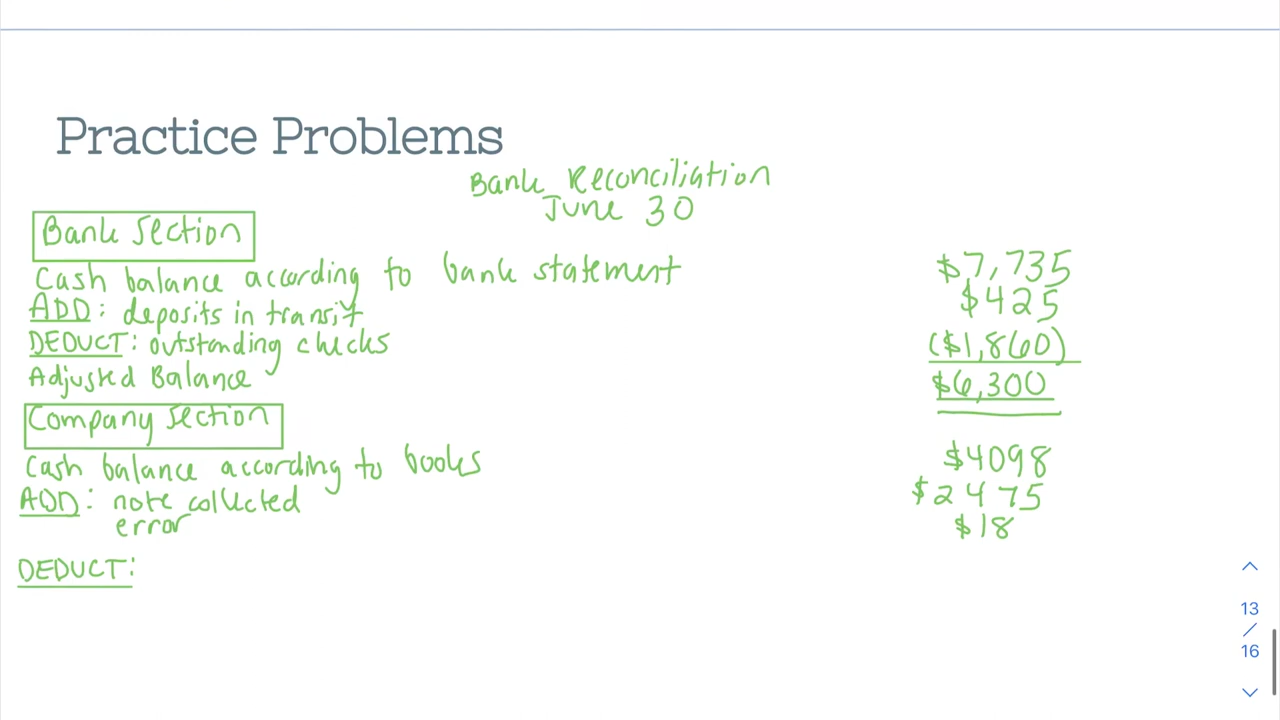 Practice Problems
Bank Reconciliation
June 30
Bank Section
Cash balance according to bank statement $7,735
ADD: deposits in transit $425
DEDUCT: outstanding checks ($1,860)
Adjusted Balance $6,300
Company Section
Cash balance according to books $4098
ADD: note collected $2475
error $18
DEDUCT:
13
/
16